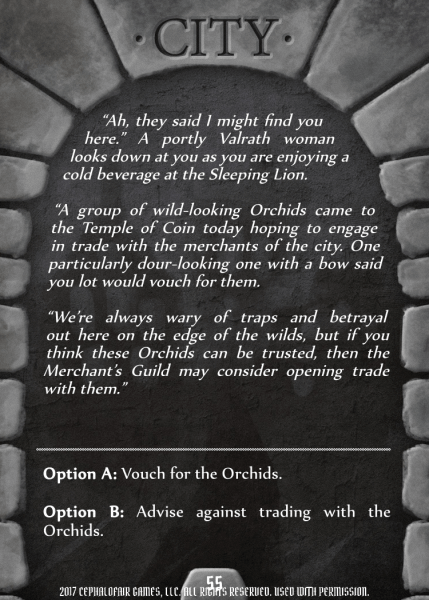 · CITY ·
“Ah, they said I might find you
here.” A portly Valrath woman
looks down at you as you are enjoying a
cold beverage at the Sleeping Lion.
“A group of wild-looking Orchids came to
the Temple of Coin today hoping to engage
in trade with the merchants of the city. One
particularly dour-looking one with a bow said
you lot would vouch for them.
“We’re always wary of traps and betrayal
out here on the edge of the wilds, but if you
think these Orchids can be trusted, then the
Merchant’s Guild may consider opening trade
with them.”
Option A: Vouch for the Orchids.
Option B: Advise against trading with the
Orchids.
55
2017 CEPHALOFAIR GAMES, LLC. ALL RIGHTS RESERVED. USED WITH PERMISSION.